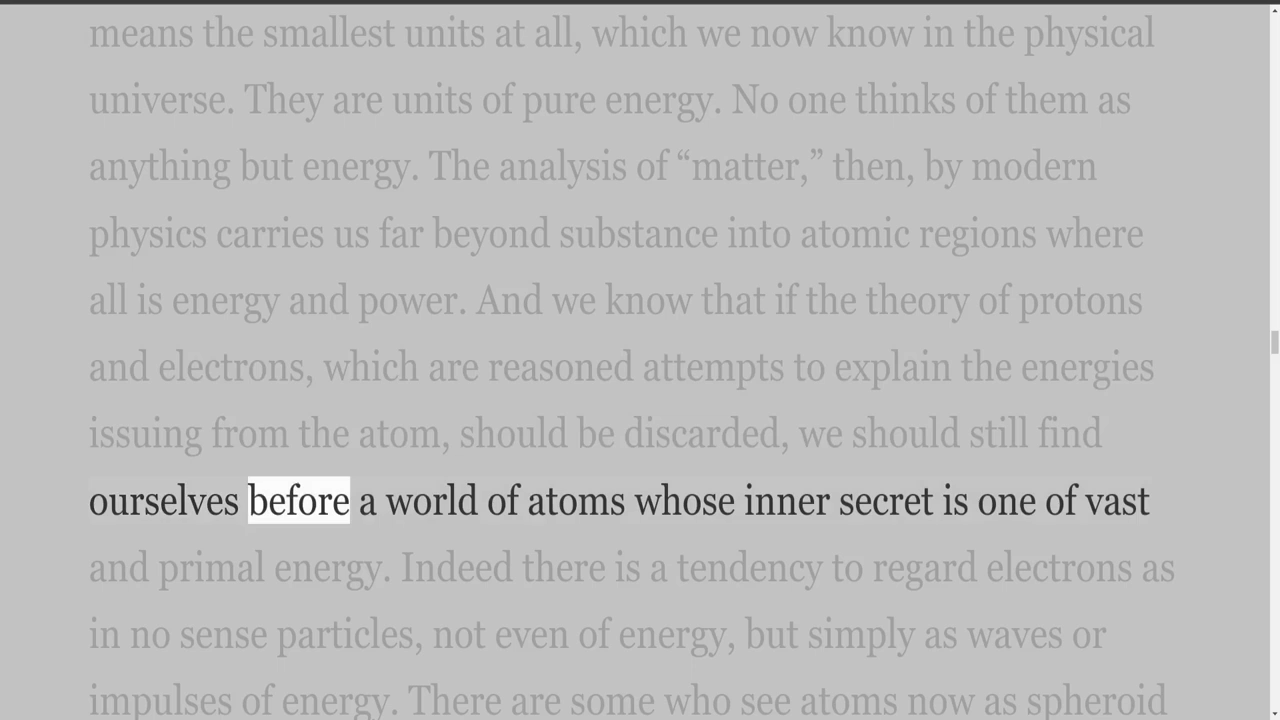 means the smallest units at all, which we now know in the physical
universe. They are units of pure energy. No one thinks of them as
anything but energy. The analysis of “matter,” then, by modern
physics carries us far beyond substance into atomic regions where
all is energy and power. And we know that if the theory of protons
and electrons, which are reasoned attempts to explain the energies
issuing from the atom, should be discarded, we should still find
ourselves before a world of atoms whose inner secret is one of vast
and primal energy. Indeed there is a tendency to regard electrons as
in no sense particles, not even of energy, but simply as waves or
impulses of energy. There are some who see atoms now as spheroid